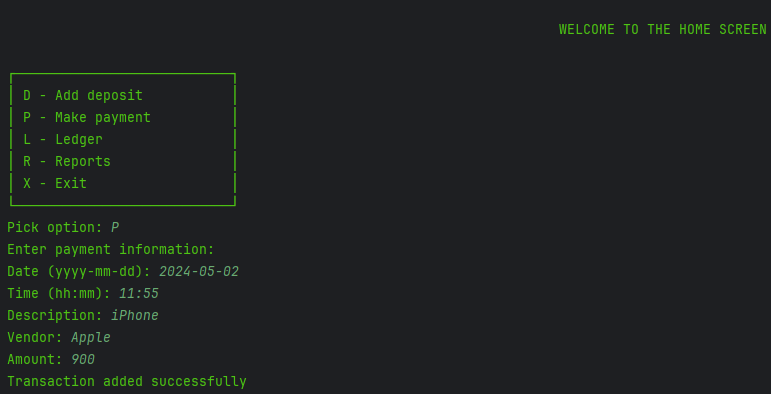 WELCOME TO THE HOME SCREEN
D - Add deposit
P - Make payment
L - Ledger
R - Reports
X - Exit
Pick option: P
Enter payment information:
Date (yyyy-mm-dd): 2024-05-02
Time (hh:mm): 11:55
Description: iPhone
Vendor: Apple
Amount: 900
Transaction added successfully